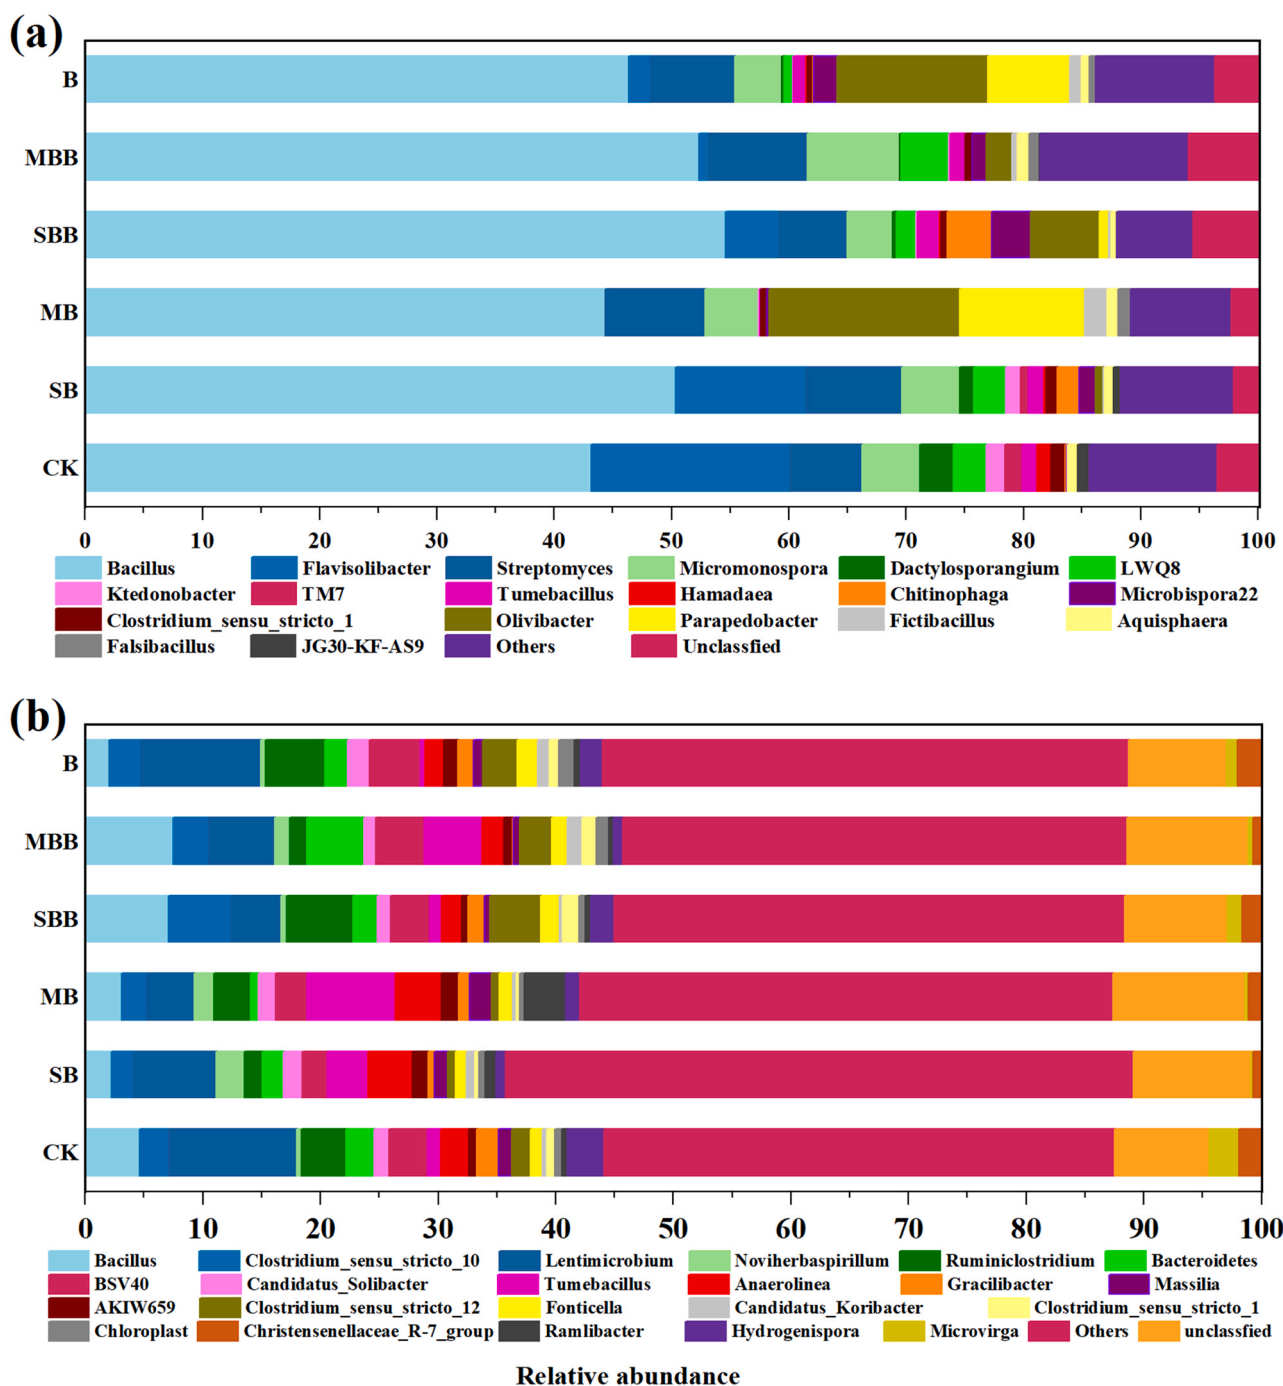 (a)
B
MBB
SBB
MB
SB
CK
0 10 20 30 40 50 60 70 80 90 100
Bacillus Flavisolibacter Streptomyces Micromonospora Dactylosporangium LWQ8
Ktedonobacter TM7 Tumebacillus Hamadaea Chitinophaga Microbispora22
Clostridium_sensu_stricto_1 Olivibacter Parapedobacter Fictibacillus Aquisphaera
Falsibacillus JG30-KF-AS9 Others Unclassfied
(b)
B
MBB
SBB
MB
SB
CK
0 10 20 30 40 50 60 70 80 90 100
Bacillus Clostridium_sensu_stricto_10 Lentimicrobium Noviherbaspirillum Ruminiclostridium Bacteroidetes
BSV40 Candidatus_Solibacter Tumebacillus Anaerolinea Gracilibacter Massilia
AKIW659 Clostridium_sensu_stricto_12 Fonticella Candidatus_Koribacter Clostridium_sensu_stricto_1
Chloroplast Christensenellaceae_R-7_group Ramlibacter Hydrogenispora Microvirga Others unclassfied
Relative abundance